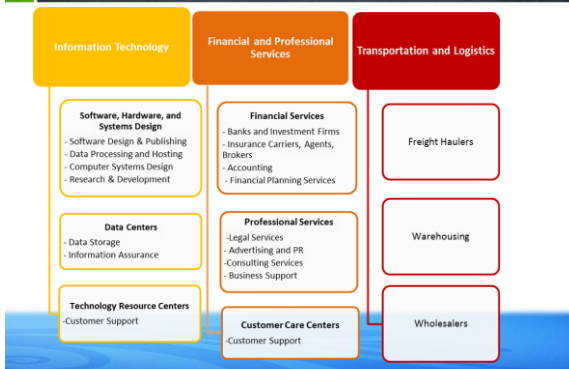 Information Technology
Financial and Professional
Services
Transportation and Logistics
Software, Hardware, and
Systems Design
- Software Design & Publishing
- Data Processing and Hosting
- Computer Systems Design
- Research & Development
Data Centers
- Data Storage
- Information Assurance
Technology Resource Centers
-Customer Support
Financial Services
- Banks and Investment Firms
- Insurance Carriers, Agents,
Brokers
- Accounting
- Financial Planning Services
Professional Services
-Legal Services
- Advertising and PR
-Consulting Services
- Business Support
Customer Care Centers
-Customer Support
Freight Haulers
Warehousing
Wholesalers